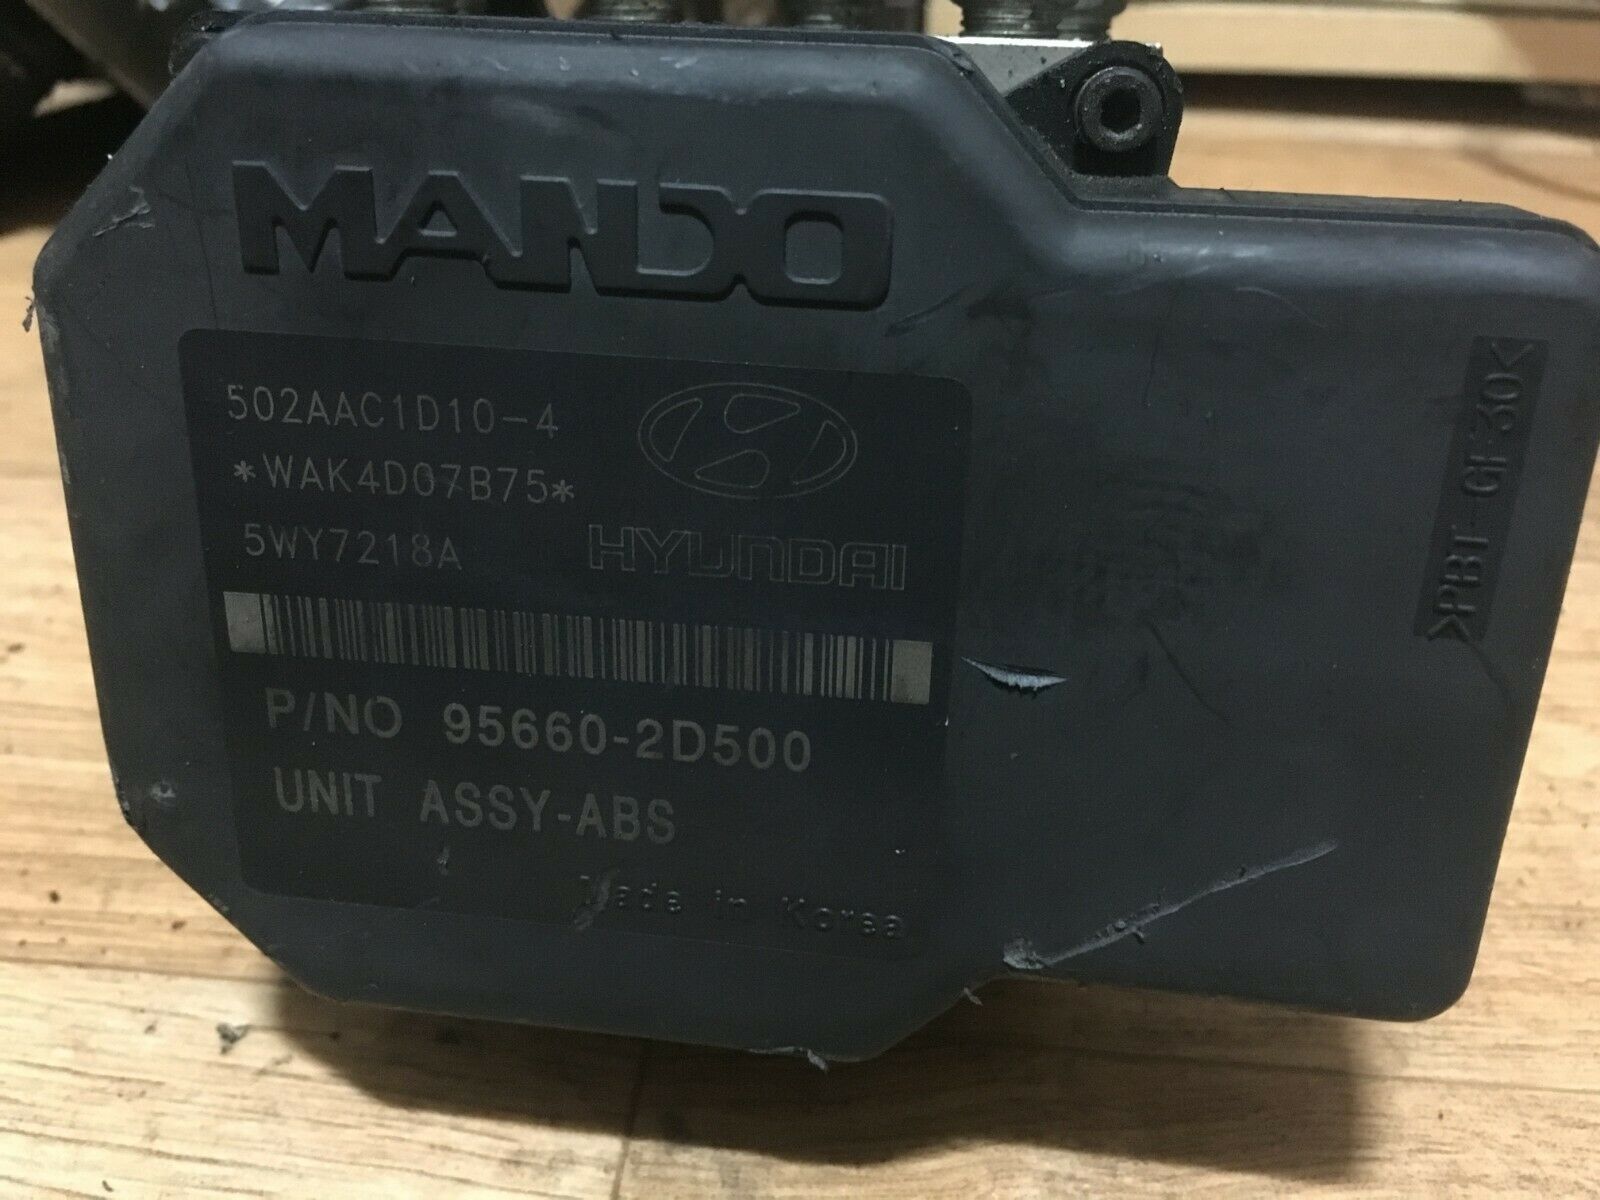 MANDO
502AAC1D10-4
*WAK4D07B75*
5WY7218A
HYUNDAI
P/NO 95660-2D500
UNIT ASSY-ABS
Made in Korea
>PBT-GF30<